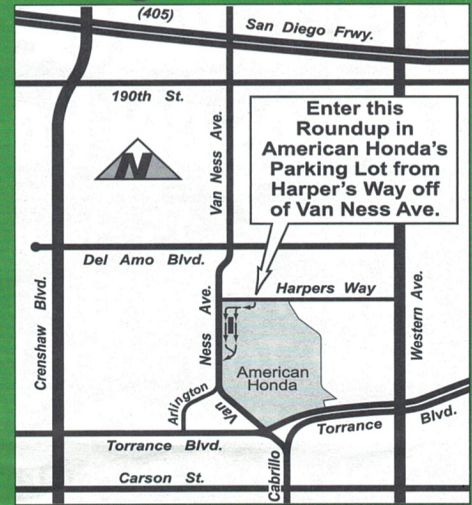 (405)
San Diego Frwy.
190th St.
N
Van Ness Ave.
Enter this
Roundup in
American Honda's
Parking Lot from
Harper's Way off
of Van Ness Ave.
Del Amo Blvd.
Harpers Way
Crenshaw Blvd.
Van Ness Ave.
Western Ave.
American
Honda
Arlington
Torrance Blvd.
Torrance Blvd.
Carson St.
Cabrillo